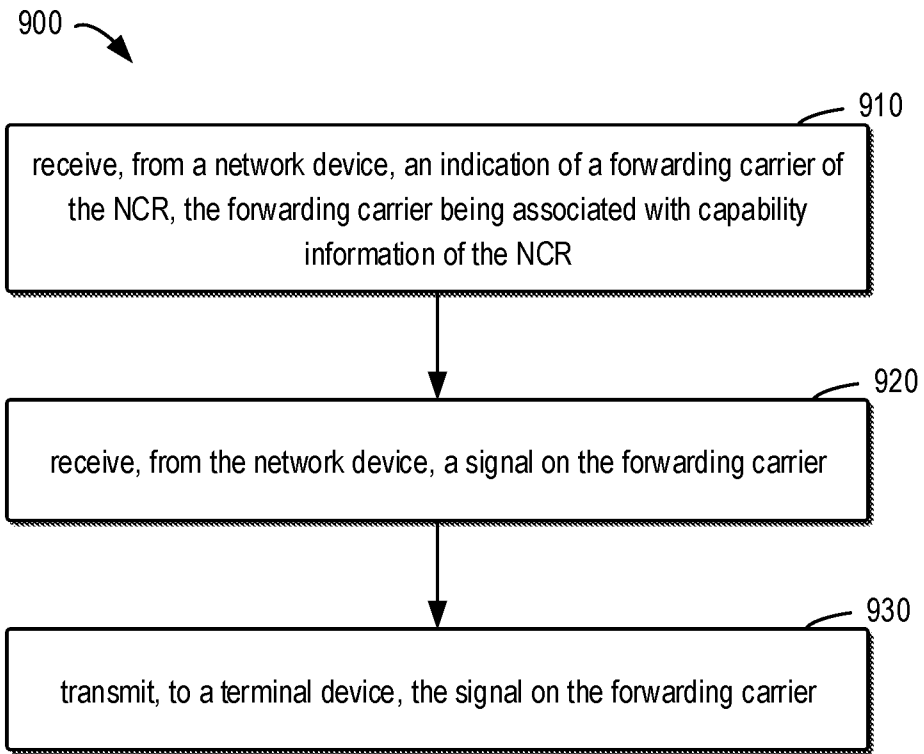 900
910
receive, from a network device, an indication of a forwarding carrier of
the NCR, the forwarding carrier being associated with capability
information of the NCR
920
receive, from the network device, a signal on the forwarding carrier
930
transmit, to a terminal device, the signal on the forwarding carrier